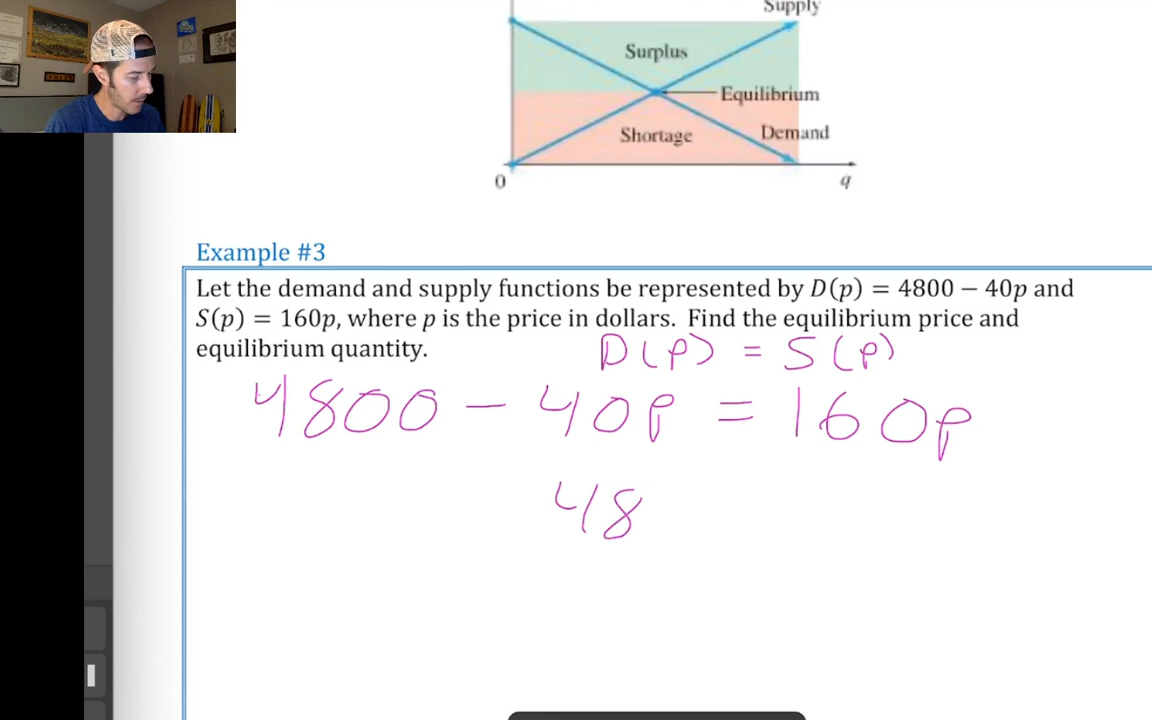 Supply
Surplus
Equilibrium
Shortage
Demand
0
q
Example #3
Let the demand and supply functions be represented by D(p) = 4800 − 40p and
S(p) = 160p, where p is the price in dollars. Find the equilibrium price and
equilibrium quantity.
D(p) = S(p)
4800 − 40p = 160p
48